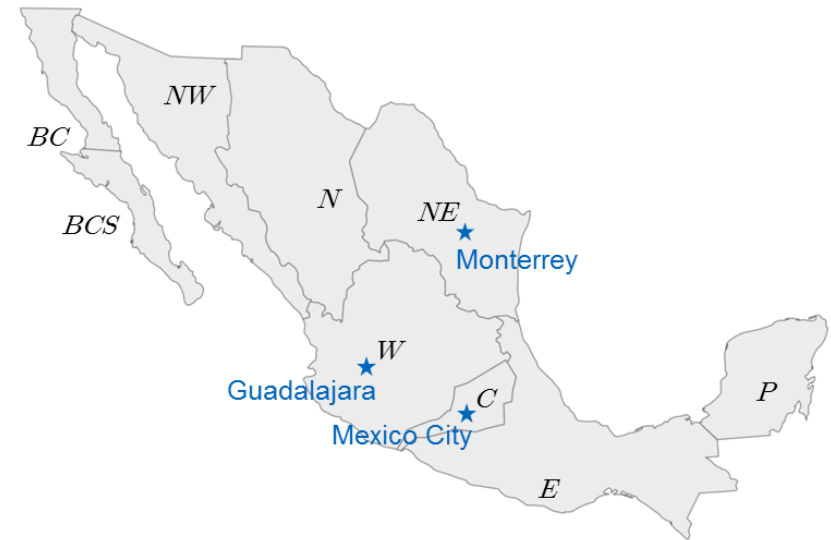 NW
BC
N
NE
BCS
Monterrey
W
Guadalajara
C
P
Mexico City
E